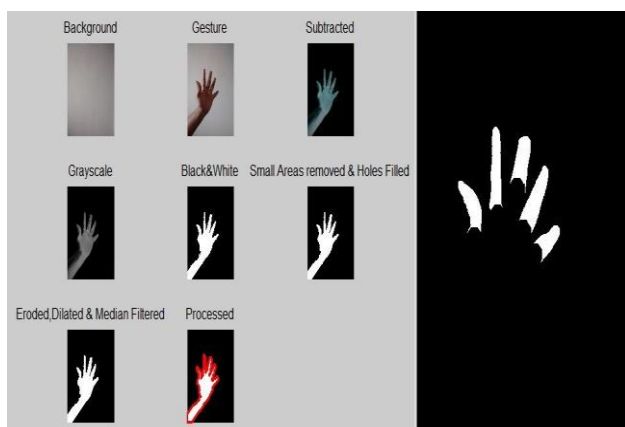 Background Gesture Subtracted
Grayscale Black&White Small Areas removed & Holes Filled
Eroded,Dilated & Median Filtered Processed